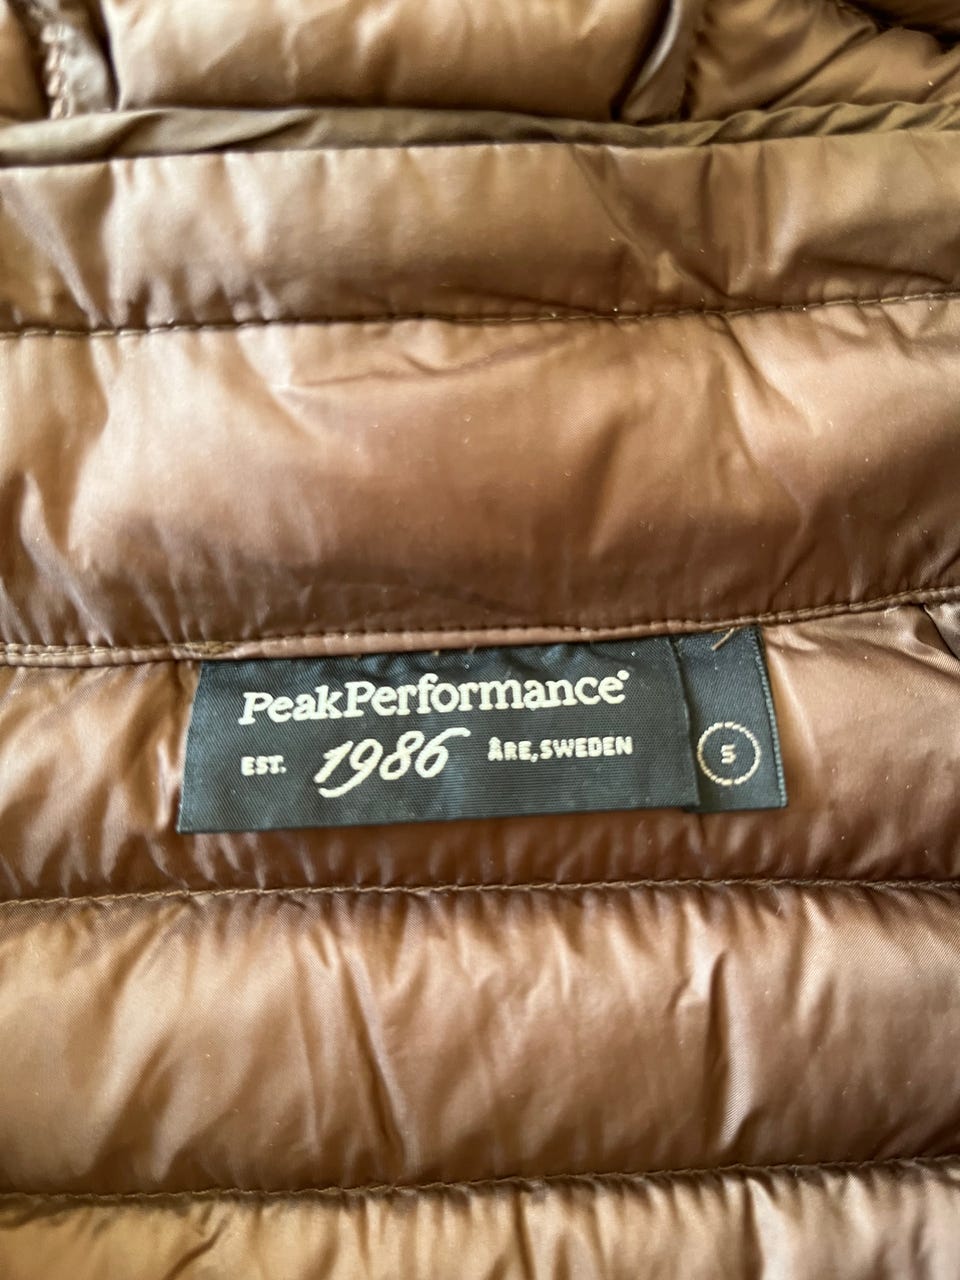 PeakPerformance®
EST. 1986 ÅRE, SWEDEN
S